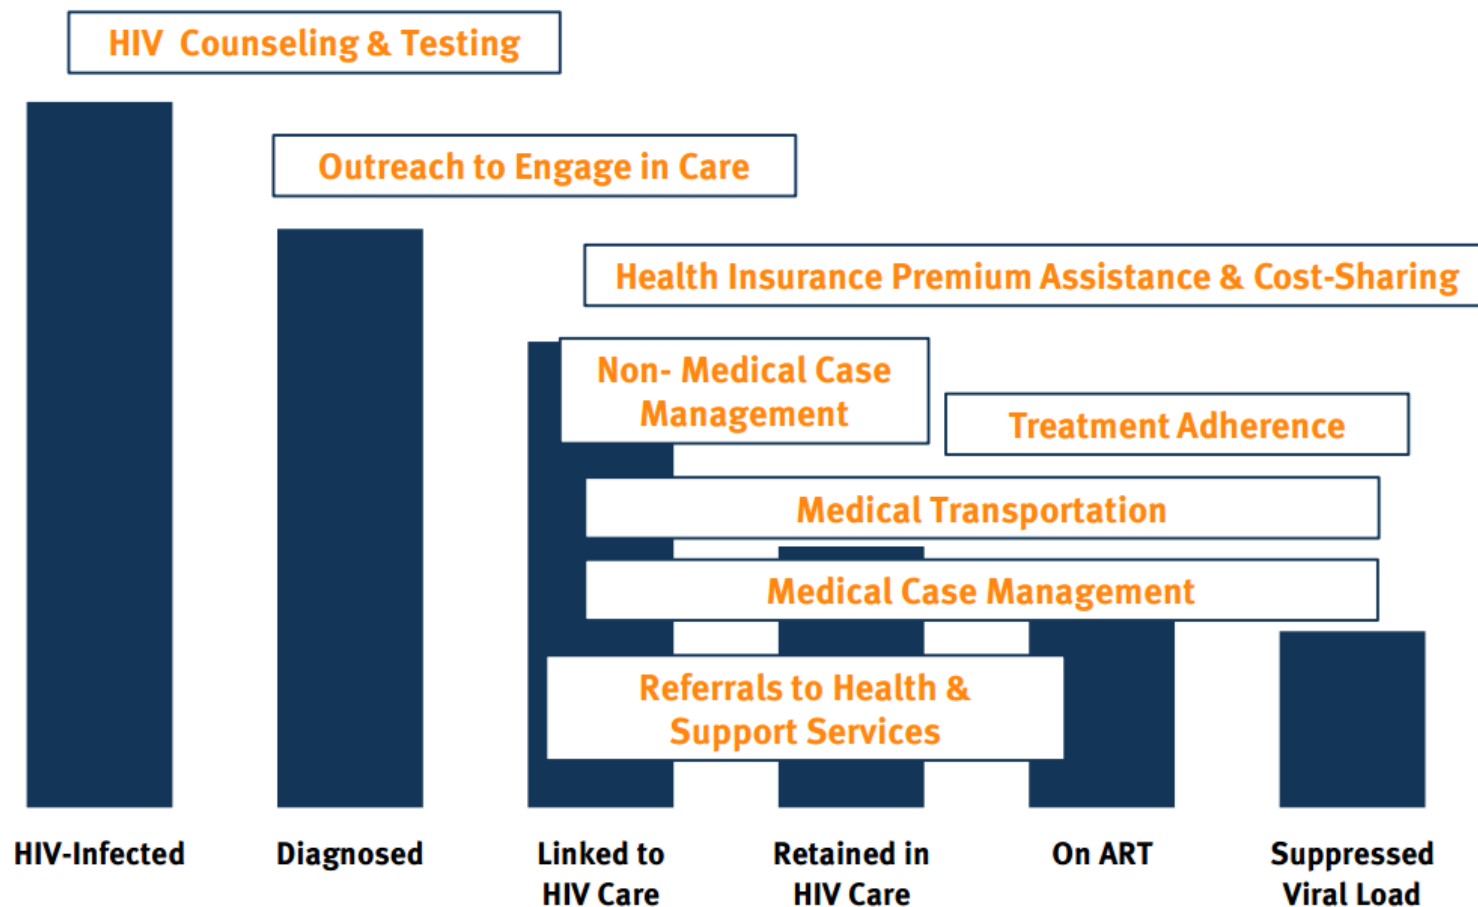 HIV Counseling & Testing
Outreach to Engage in Care
Health Insurance Premium Assistance & Cost-Sharing
Non- Medical Case
Management
Treatment Adherence
Medical Transportation
Medical Case Management
Referrals to Health &
Support Services
HIV-Infected
Diagnosed
Linked to
HIV Care
Retained in
HIV Care
On ART
Suppressed
Viral Load